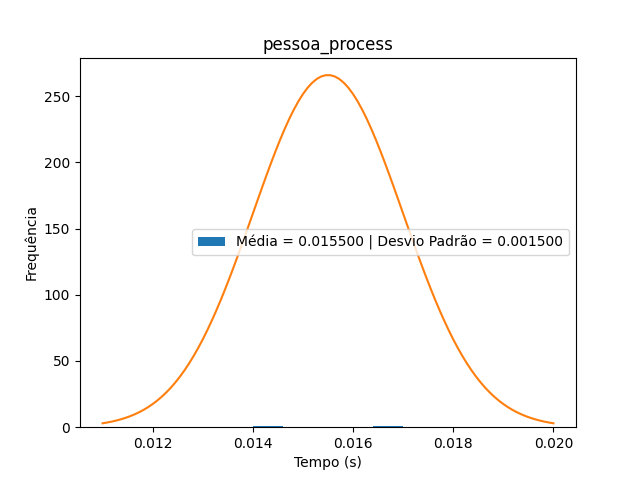 pessoa_process
Frequência
250
200
150
100
50
0
Média = 0.015500 | Desvio Padrão = 0.001500
0.012 0.014 0.016 0.018 0.020
Tempo (s)